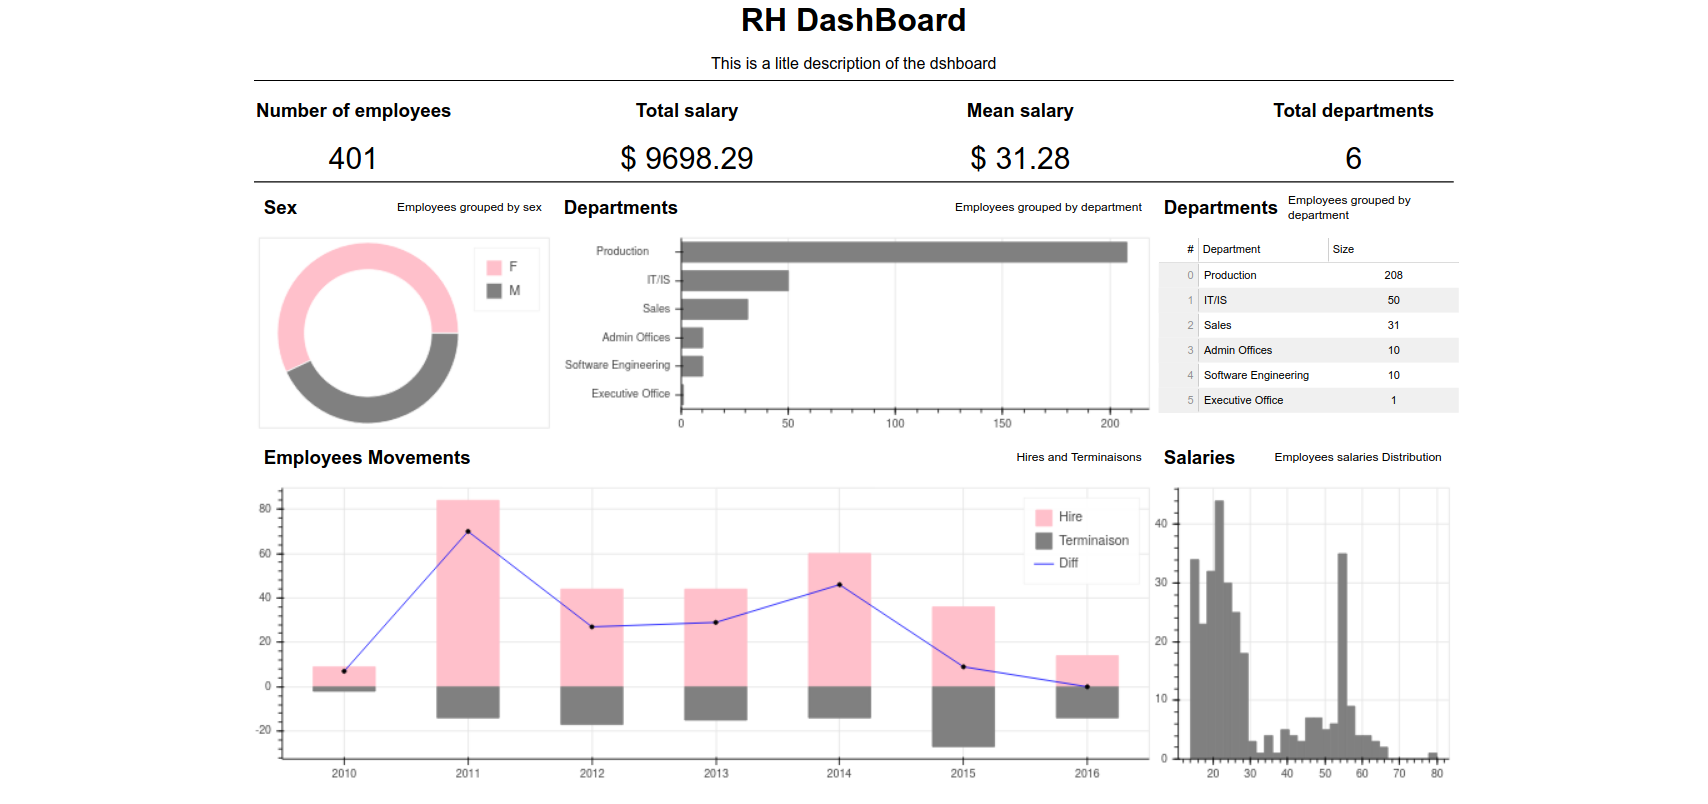 RH DashBoard
This is a litle description of the dshboard
Number of employees
Total salary
Mean salary
Total departments
401
$ 9698.29
$ 31.28
6
Sex
Employees grouped by sex
F
M
Departments
Employees grouped by department
Production
IT/IS
Sales
Admin Offices
Software Engineering
Executive Office
0 50 100 150 200
Departments
Employees grouped by
department
# Department Size
0 Production 208
1 IT/IS 50
2 Sales 31
3 Admin Offices 10
4 Software Engineering 10
5 Executive Office 1
Employees Movements
Hires and Terminaisons
Hire
Terminaison
Diff
80
60
40
20
0
-20
2010 2011 2012 2013 2014 2015 2016
Salaries
Employees salaries Distribution
40
30
20
10
0
20 30 40 50 60 70 80